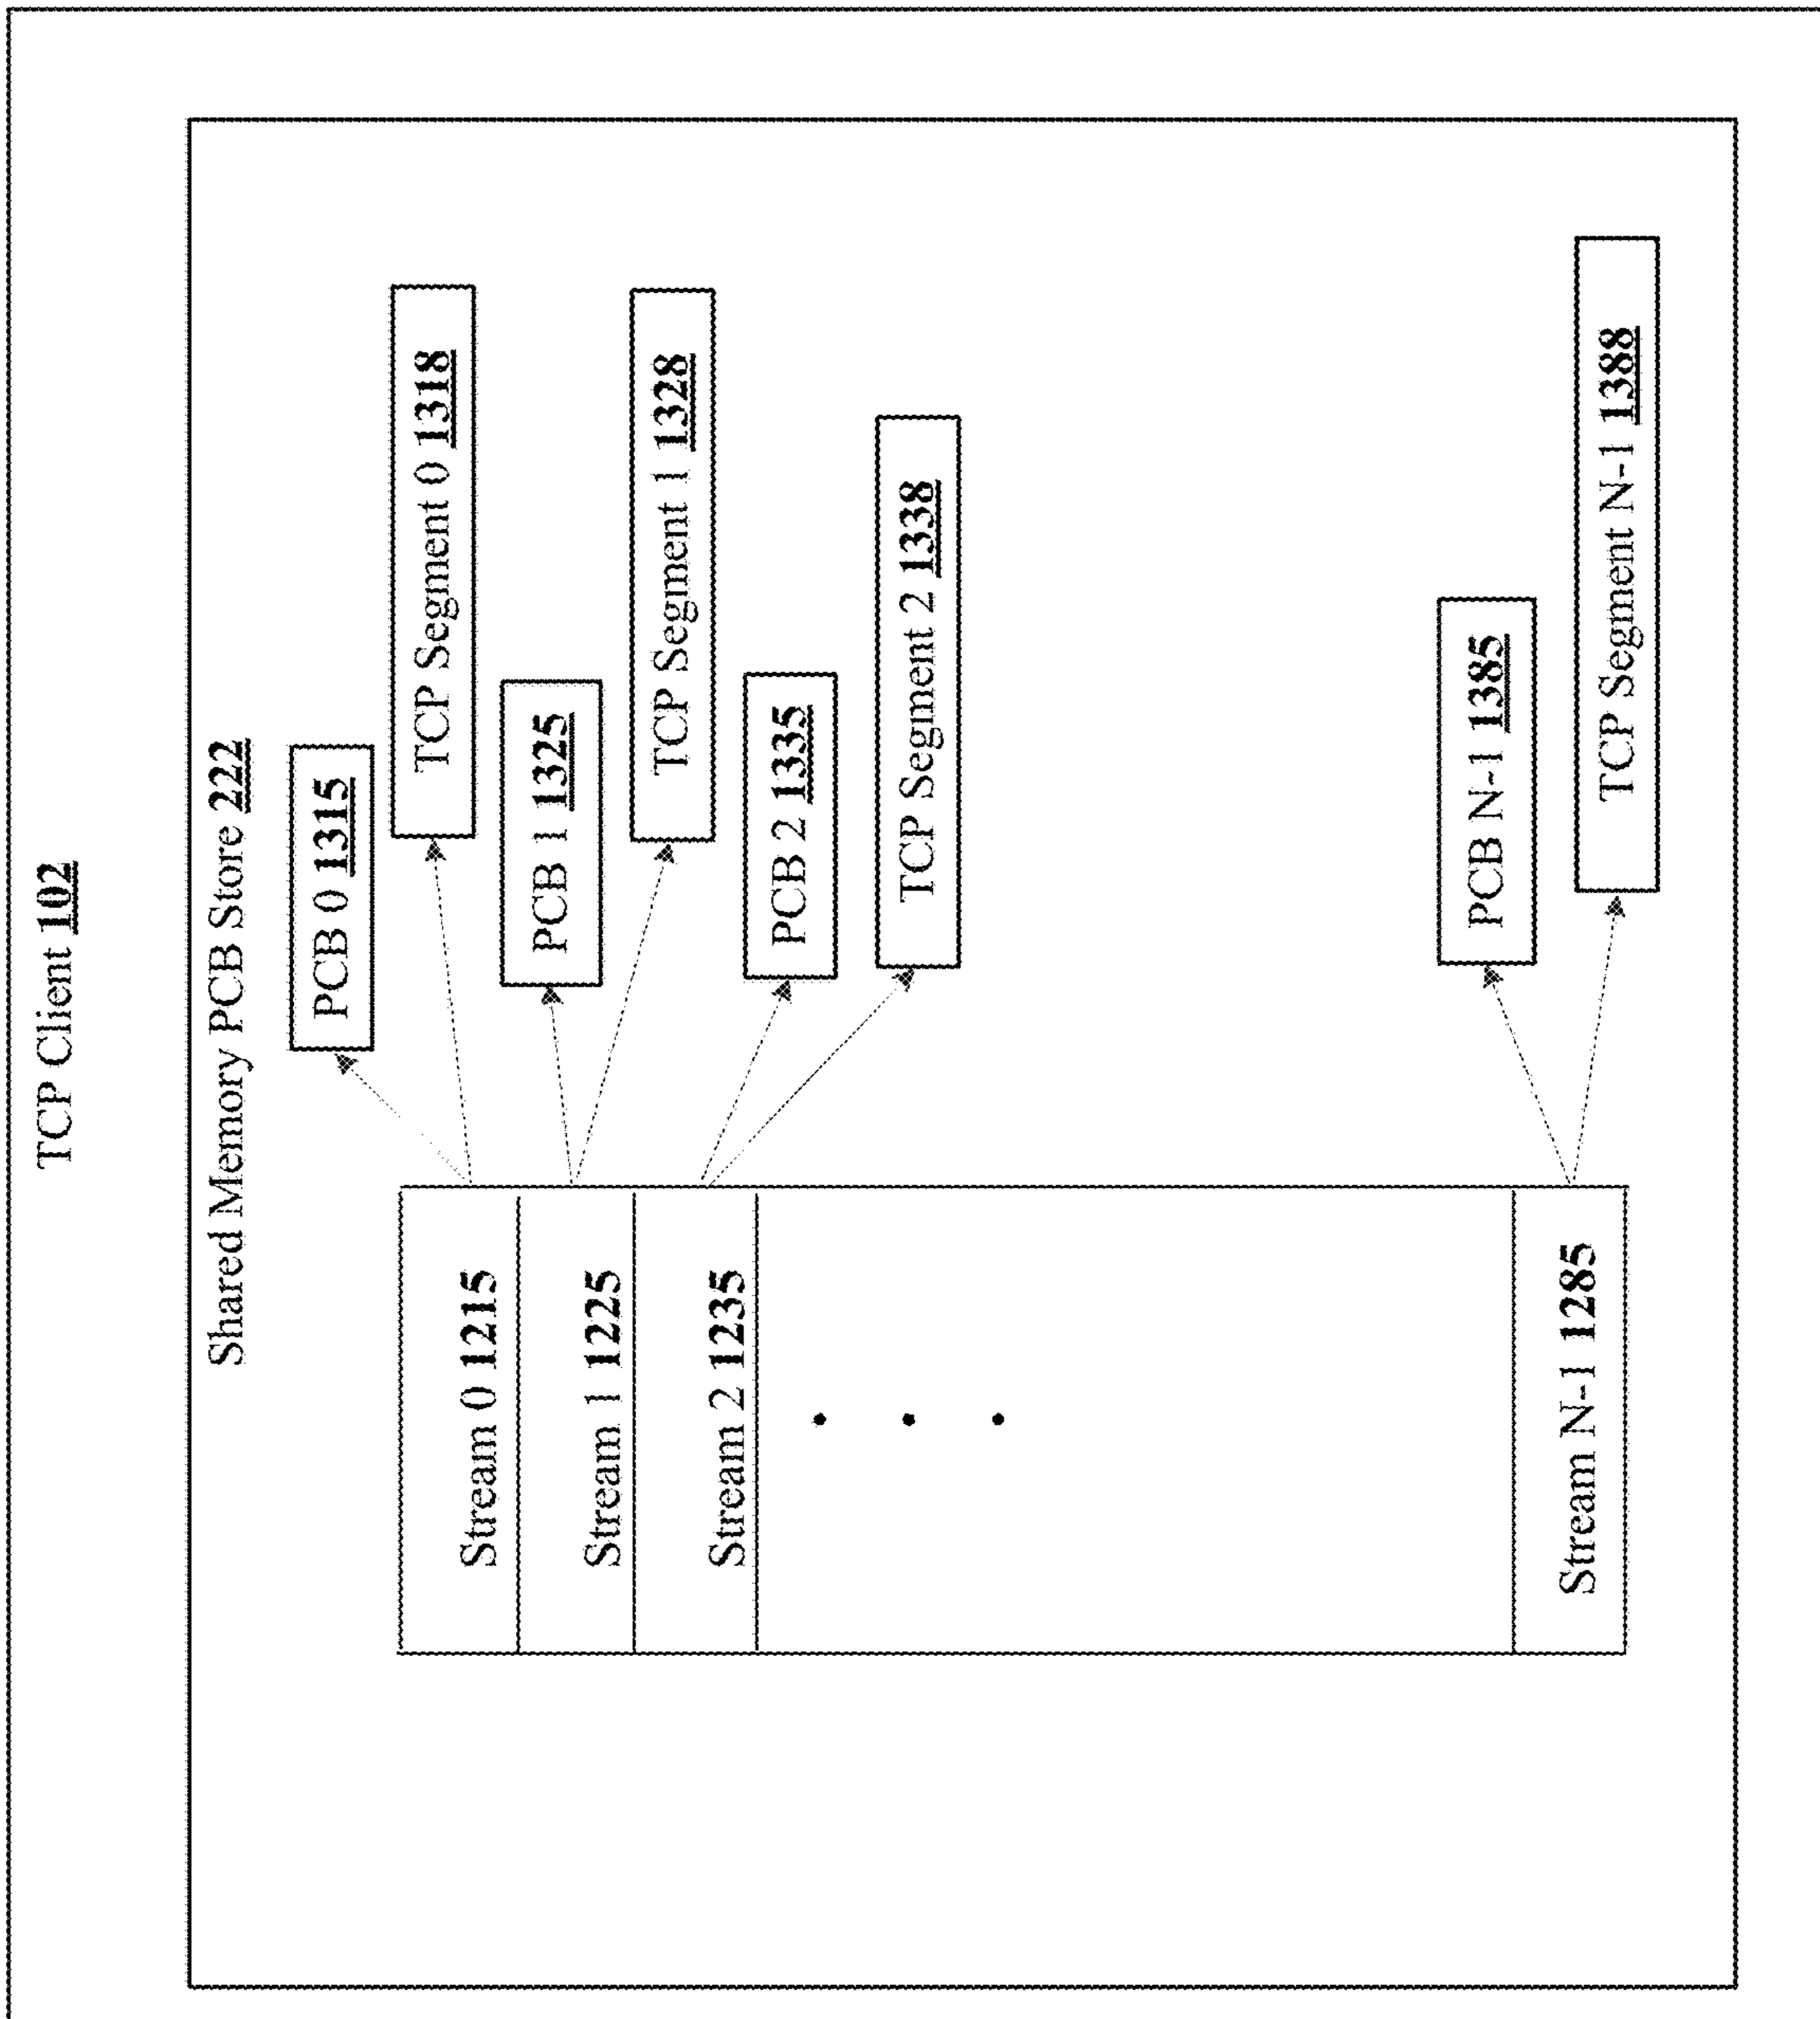 TCP Client 102
Shared Memory PCB Store 222
PCB 0 1315
TCP Segment 0 1318
Stream 0 1215
PCB 1 1325
Stream 1 1225
TCP Segment 1 1328
Stream 2 1235
PCB 2 1335
TCP Segment 2 1338
PCB N-1 1385
Stream N-1 1285
TCP Segment N-1 1388